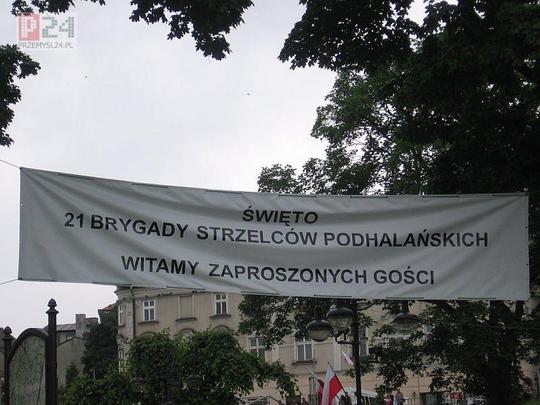 P24
PRZEMYSL24.PL
ŚWIĘTO
21 BRYGADY STRZELCÓW PODHALAŃSKICH
WITAMY ZAPROSZONYCH GOŚCI